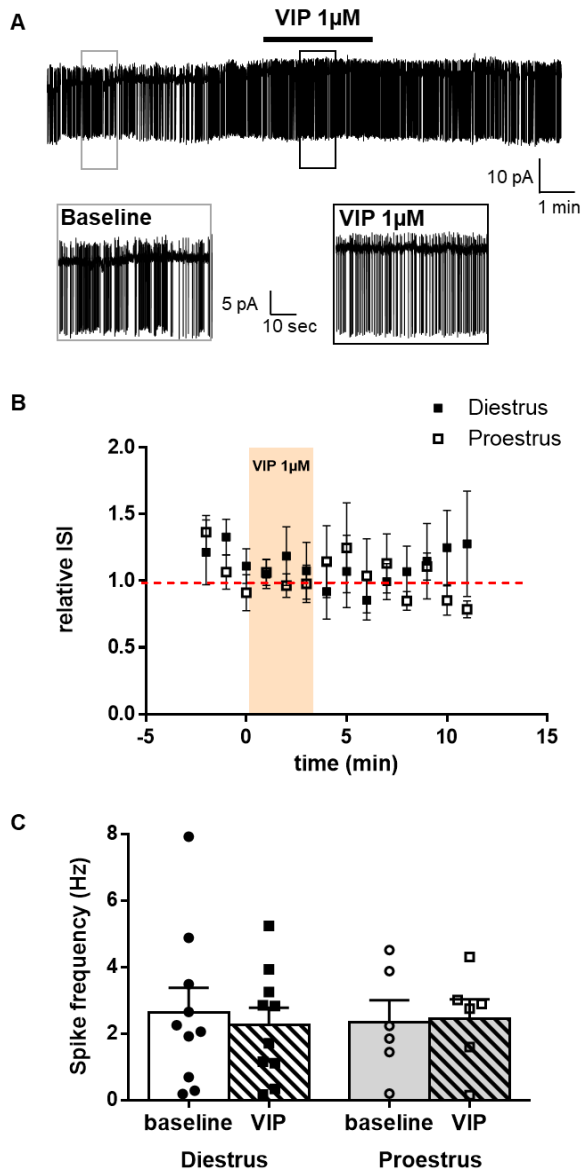 A
VIP 1µM
10 pA
1 min
Baseline
VIP 1µM
5 pA
10 sec
B
Diestrus
Proestrus
2.0
VIP 1µM
1.5
relative ISI
1.0
0.5
0.0
-5 0 5 10 15
time (min)
C
8
6
Spike frequency (Hz)
4
2
0
baseline VIP baseline VIP
Diestrus Proestrus